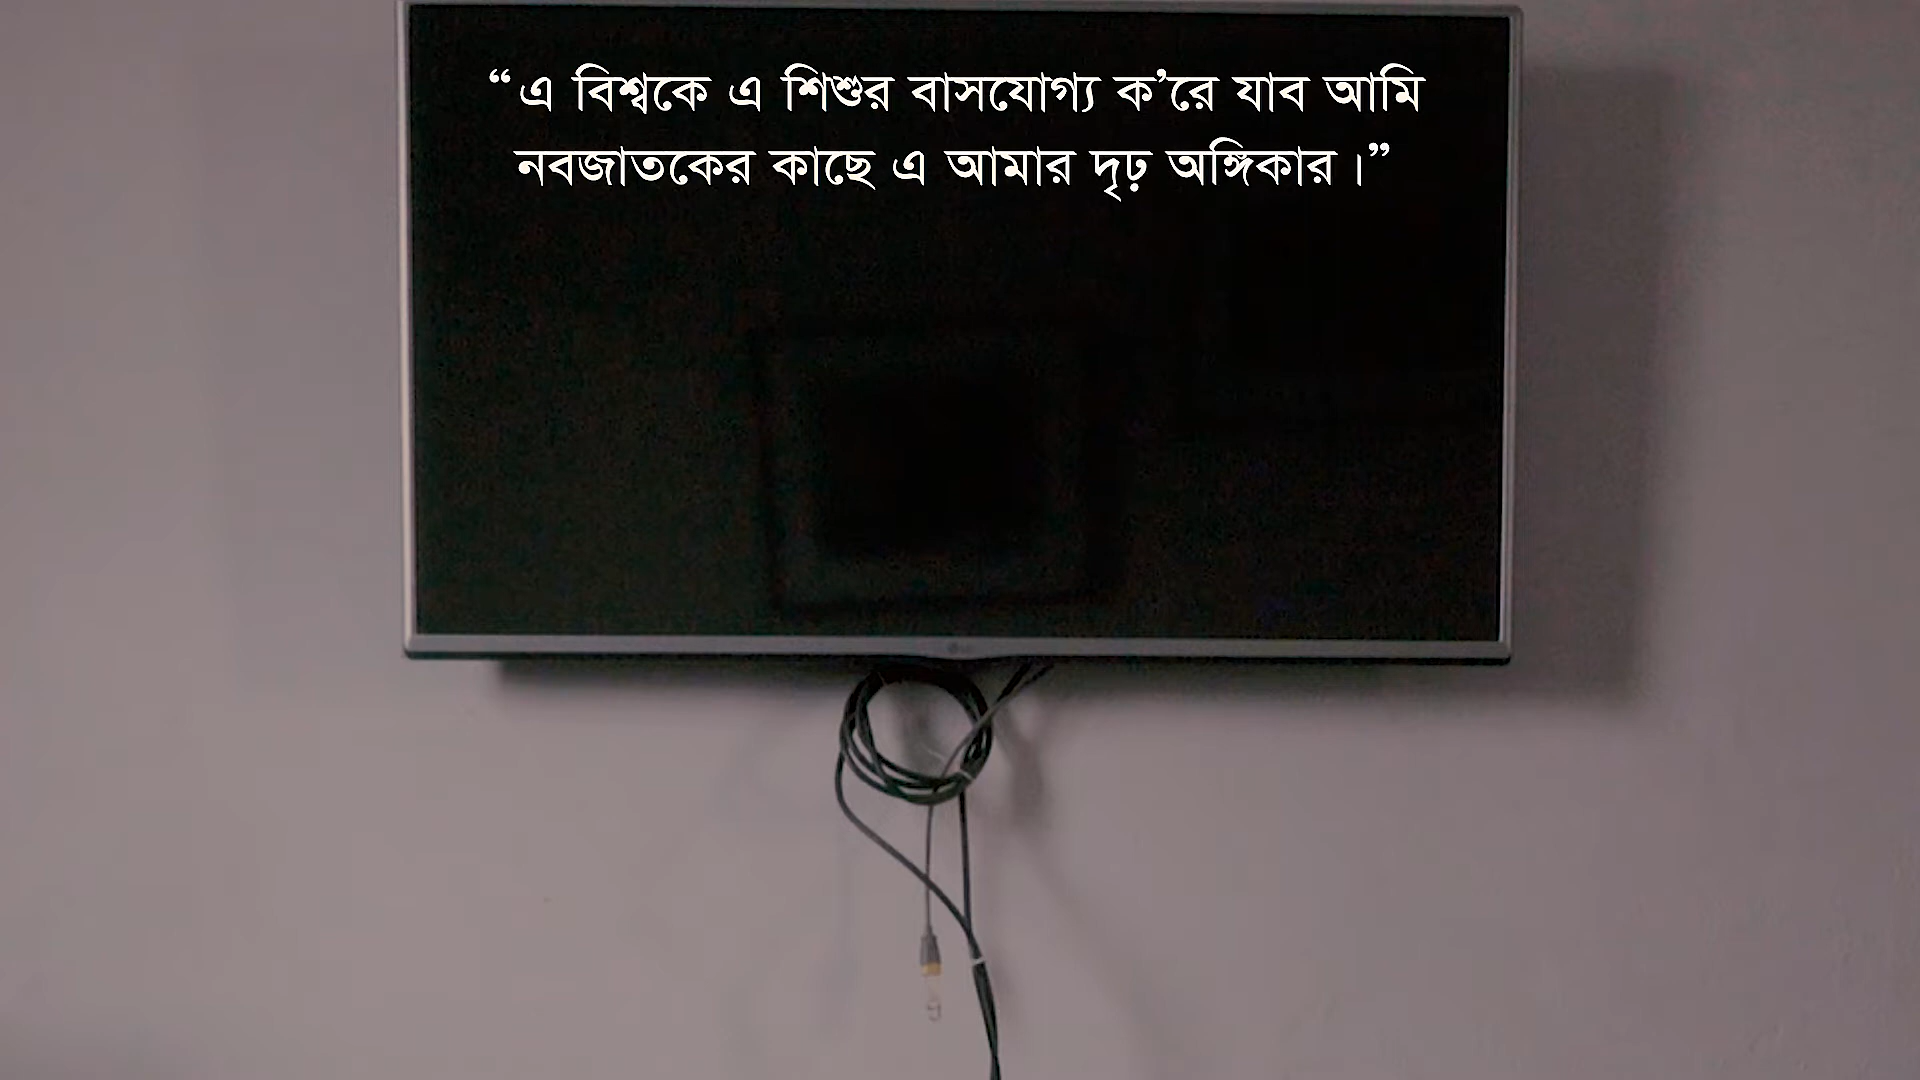 “ এ বিশ্বকে এ শিশুর বাসযোগ্য ক’রে যাব আমি
নবজাতকের কাছে এ আমার দৃঢ় অঙ্গিকার।”